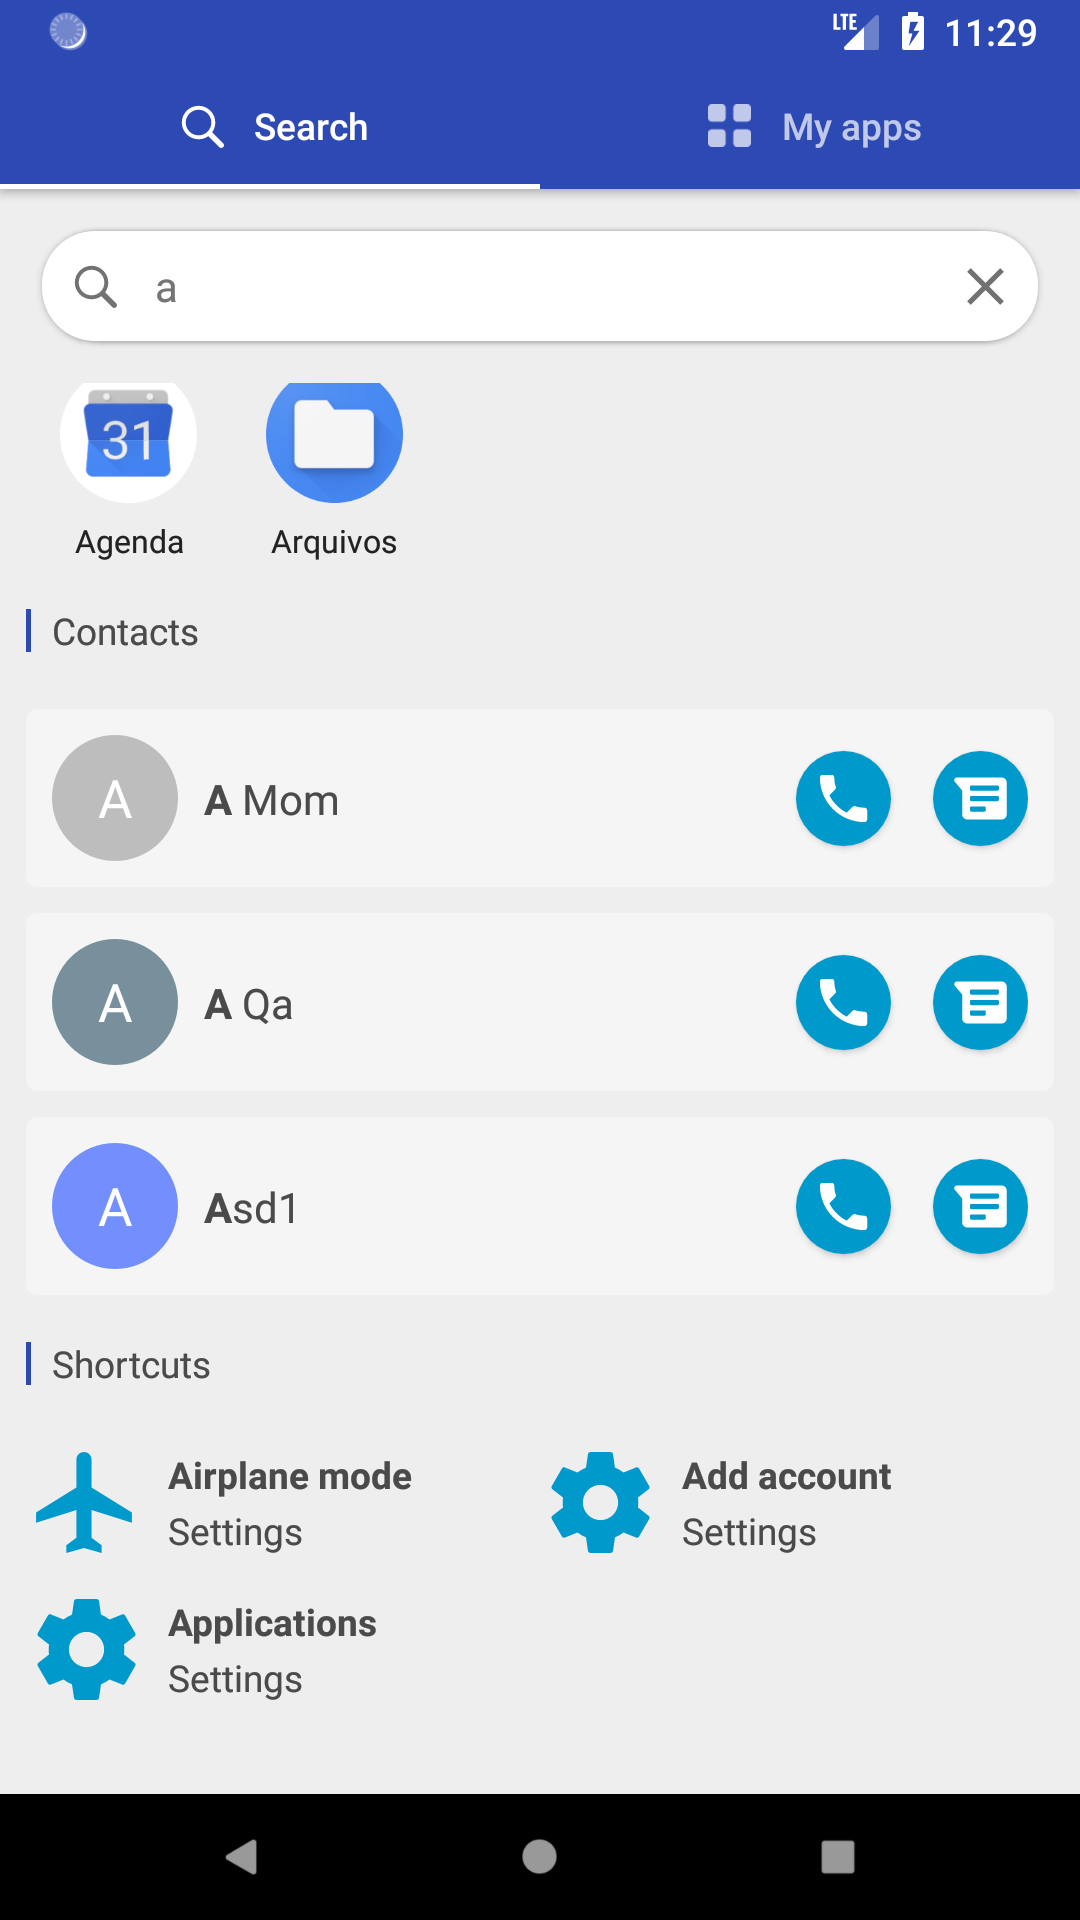 LTE 11:29
Search My apps
a
31
Agenda Arquivos
Contacts
A A Mom
A A Qa
A Asd1
Shortcuts
Airplane mode Add account
Settings Settings
Applications
Settings